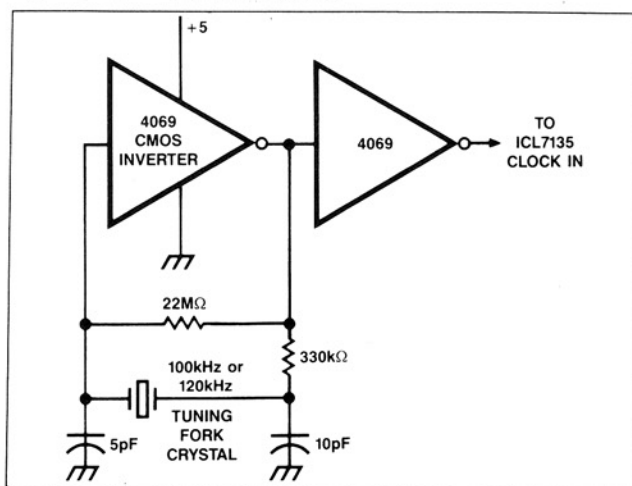 +5
4069
CMOS
INVERTER
4069
TO
ICL7135
CLOCK IN
22MΩ
330kΩ
100kHz or
120kHz
TUNING
FORK
CRYSTAL
5pF
10pF